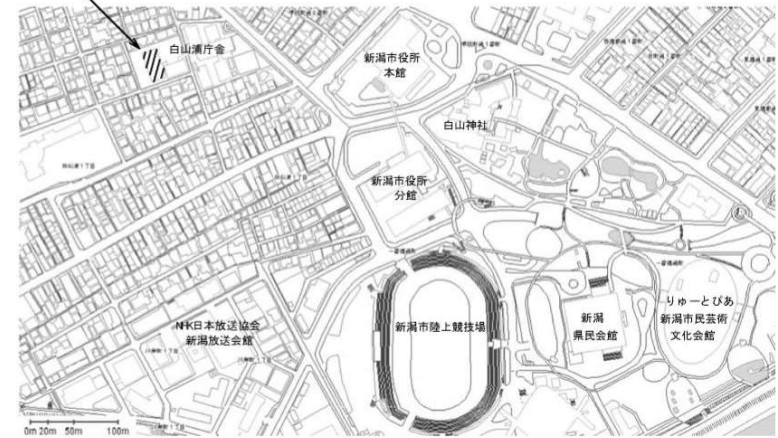 白山浦庁舎
新潟市役所
本館
白山神社
新潟市役所
分館
新潟市陸上競技場
新潟
県民会館
りゅーとぴあ
新潟市民芸術
文化会館
NHK日本放送協会
新潟放送会館
0m 20m 50m 100m